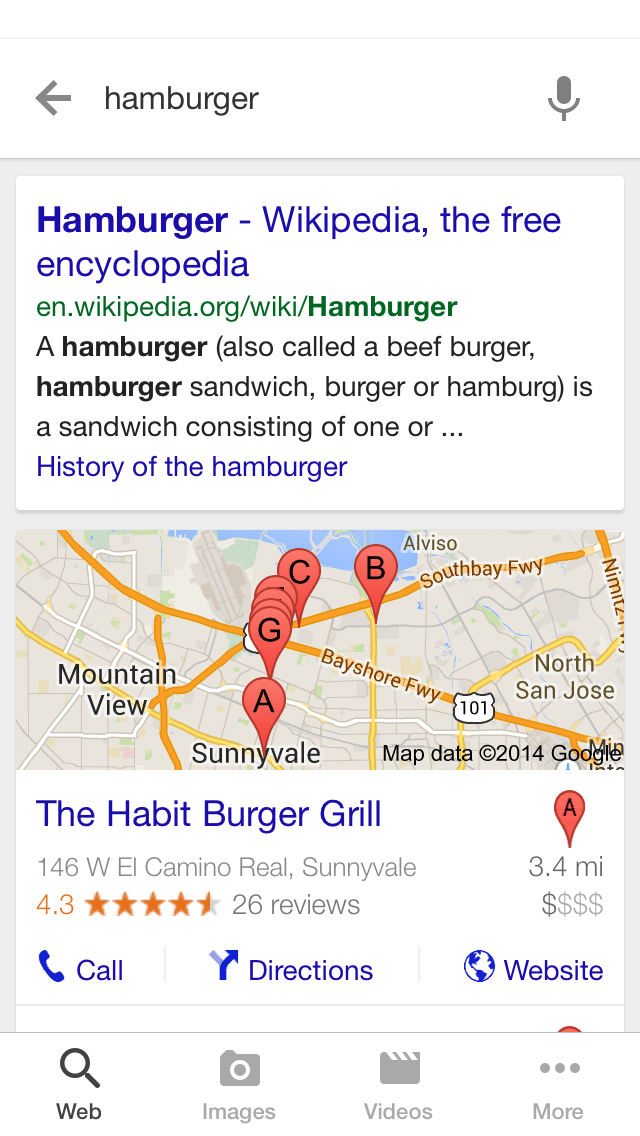 hamburger
Hamburger - Wikipedia, the free
encyclopedia
en.wikipedia.org/wiki/Hamburger
A hamburger (also called a beef burger,
hamburger sandwich, burger or hamburg) is
a sandwich consisting of one or ...
History of the hamburger
Alviso
C
B
Southbay Fwy
G
Bayshore Fwy
Mountain
View
North
San Jose
101
A
Sunnyvale
Map data ©2014 Google
The Habit Burger Grill
A
146 W El Camino Real, Sunnyvale
3.4 mi
4.3
26 reviews
$$$$
Call
Directions
Website
Web
Images
Videos
More